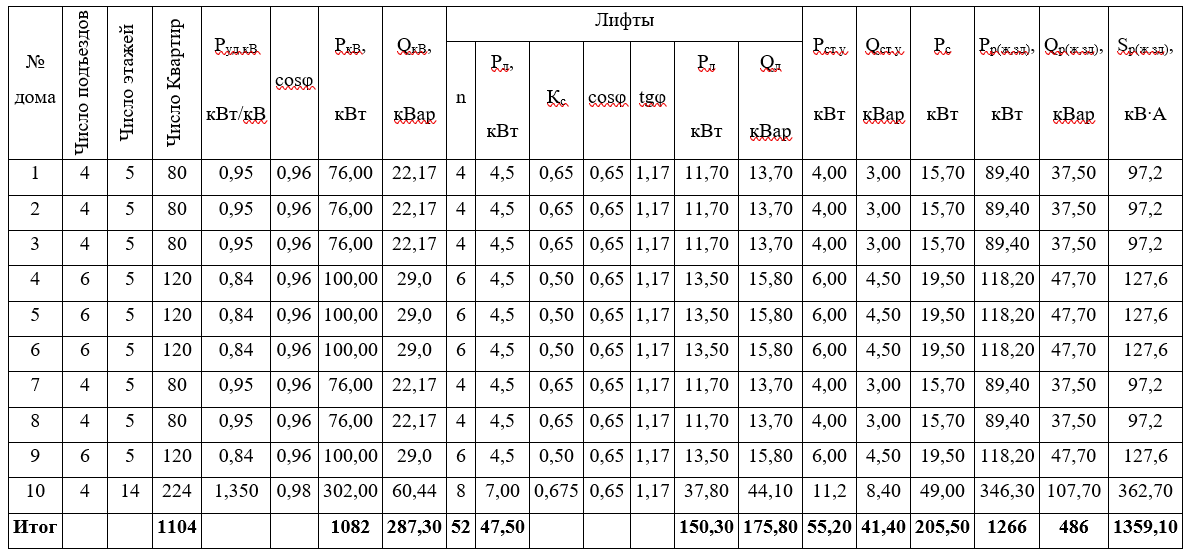 № дома | Число подъездов | Число этажей | Число Квартир | Pуд.кВ кВт/кВ | cosφ | PкВ, кВт | QкВ, кВар | Лифты | Pст.у кВт | Qст.у кВар | Pс кВт | Pр(ж.зд), кВт | Qр(ж.зд), кВар | Sр(ж.зд), кВ·А
n | Pл, кВт | Kс | cosφ | tgφ | Pл кВт | Qл кВар
1 | 4 | 5 | 80 | 0,95 | 0,96 | 76,00 | 22,17 | 4 | 4,5 | 0,65 | 0,65 | 1,17 | 11,70 | 13,70 | 4,00 | 3,00 | 15,70 | 89,40 | 37,50 | 97,2
2 | 4 | 5 | 80 | 0,95 | 0,96 | 76,00 | 22,17 | 4 | 4,5 | 0,65 | 0,65 | 1,17 | 11,70 | 13,70 | 4,00 | 3,00 | 15,70 | 89,40 | 37,50 | 97,2
3 | 4 | 5 | 80 | 0,95 | 0,96 | 76,00 | 22,17 | 4 | 4,5 | 0,65 | 0,65 | 1,17 | 11,70 | 13,70 | 4,00 | 3,00 | 15,70 | 89,40 | 37,50 | 97,2
4 | 6 | 5 | 120 | 0,84 | 0,96 | 100,00 | 29,0 | 6 | 4,5 | 0,50 | 0,65 | 1,17 | 13,50 | 15,80 | 6,00 | 4,50 | 19,50 | 118,20 | 47,70 | 127,6
5 | 6 | 5 | 120 | 0,84 | 0,96 | 100,00 | 29,0 | 6 | 4,5 | 0,50 | 0,65 | 1,17 | 13,50 | 15,80 | 6,00 | 4,50 | 19,50 | 118,20 | 47,70 | 127,6
6 | 6 | 5 | 120 | 0,84 | 0,96 | 100,00 | 29,0 | 6 | 4,5 | 0,50 | 0,65 | 1,17 | 13,50 | 15,80 | 6,00 | 4,50 | 19,50 | 118,20 | 47,70 | 127,6
7 | 4 | 5 | 80 | 0,95 | 0,96 | 76,00 | 22,17 | 4 | 4,5 | 0,65 | 0,65 | 1,17 | 11,70 | 13,70 | 4,00 | 3,00 | 15,70 | 89,40 | 37,50 | 97,2
8 | 4 | 5 | 80 | 0,95 | 0,96 | 76,00 | 22,17 | 4 | 4,5 | 0,65 | 0,65 | 1,17 | 11,70 | 13,70 | 4,00 | 3,00 | 15,70 | 89,40 | 37,50 | 97,2
9 | 6 | 5 | 120 | 0,84 | 0,96 | 100,00 | 29,0 | 6 | 4,5 | 0,50 | 0,65 | 1,17 | 13,50 | 15,80 | 6,00 | 4,50 | 19,50 | 118,20 | 47,70 | 127,6
10 | 4 | 14 | 224 | 1,350 | 0,98 | 302,00 | 60,44 | 8 | 7,00 | 0,675 | 0,65 | 1,17 | 37,80 | 44,10 | 11,2 | 8,40 | 49,00 | 346,30 | 107,70 | 362,70
Итог | 1104 | 1082 | 287,30 | 52 | 47,50 | 150,30 | 175,80 | 55,20 | 41,40 | 205,50 | 1266 | 486 | 1359,10